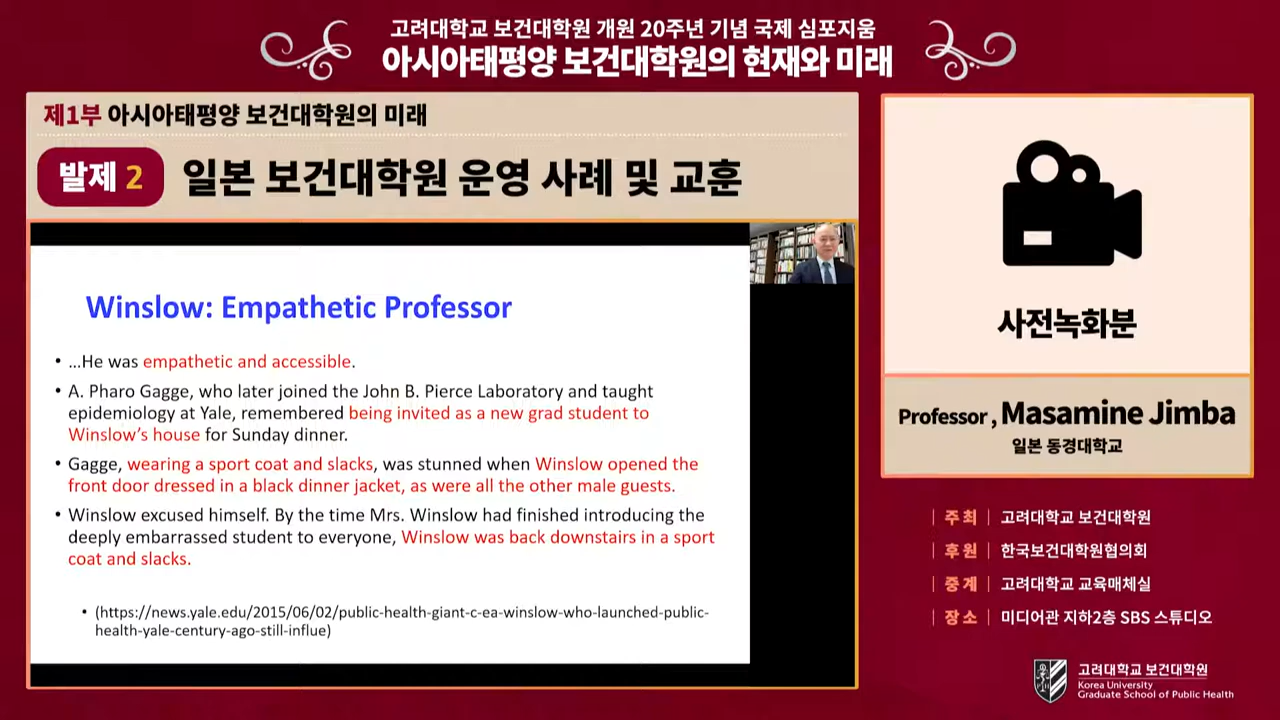 고려대학교 보건대학원 개원 20주년 기념 국제 심포지움
아시아태평양 보건대학원의 현재와 미래
제1부 아시아태평양 보건대학원의 미래
발제 2 일본 보건대학원 운영 사례 및 교훈
Winslow: Empathetic Professor
• …He was empathetic and accessible.
• A. Pharo Gagge, who later joined the John B. Pierce Laboratory and taught
epidemiology at Yale, remembered being invited as a new grad student to
Winslow’s house for Sunday dinner.
• Gagge, wearing a sport coat and slacks, was stunned when Winslow opened the
front door dressed in a black dinner jacket, as were all the other male guests.
• Winslow excused himself. By the time Mrs. Winslow had finished introducing the
deeply embarrassed student to everyone, Winslow was back downstairs in a sport
coat and slacks.
• (https://news.yale.edu/2015/06/02/public-health-giant-c-ea-winslow-who-launched-public-
health-yale-century-ago-still-influe)
사전녹화분
Professor, Masamine Jimba
일본 동경대학교
| 주 최 | 고려대학교 보건대학원
| 후 원 | 한국보건대학원협의회
| 중 계 | 고려대학교 교육매체실
| 장 소 | 미디어관 지하2층 SBS 스튜디오
고려대학교 보건대학원
Korea University
Graduate School of Public Health